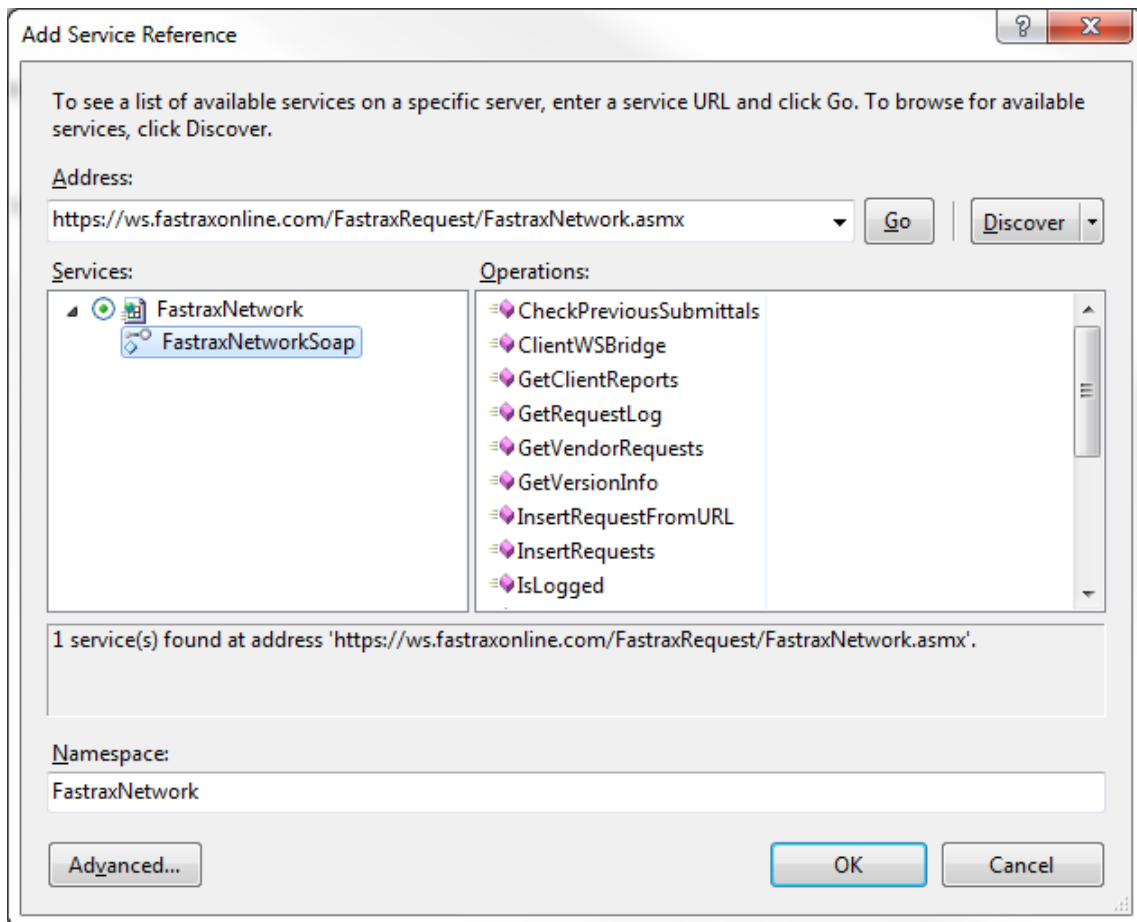 Add Service Reference
To see a list of available services on a specific server, enter a service URL and click Go. To browse for available
services, click Discover.
Address:
https://ws.fastraxonline.com/FastraxRequest/FastraxNetwork.asmx
Go
Discover
Services:
Operations:
FastraxNetwork
FastraxNetworkSoap
CheckPreviousSubmittals
ClientWSBridge
GetClientReports
GetRequestLog
GetVendorRequests
GetVersionInfo
InsertRequestFromURL
InsertRequests
IsLogged
1 service(s) found at address 'https://ws.fastraxonline.com/FastraxRequest/FastraxNetwork.asmx'.
Namespace:
FastraxNetwork
Advanced...
OK
Cancel